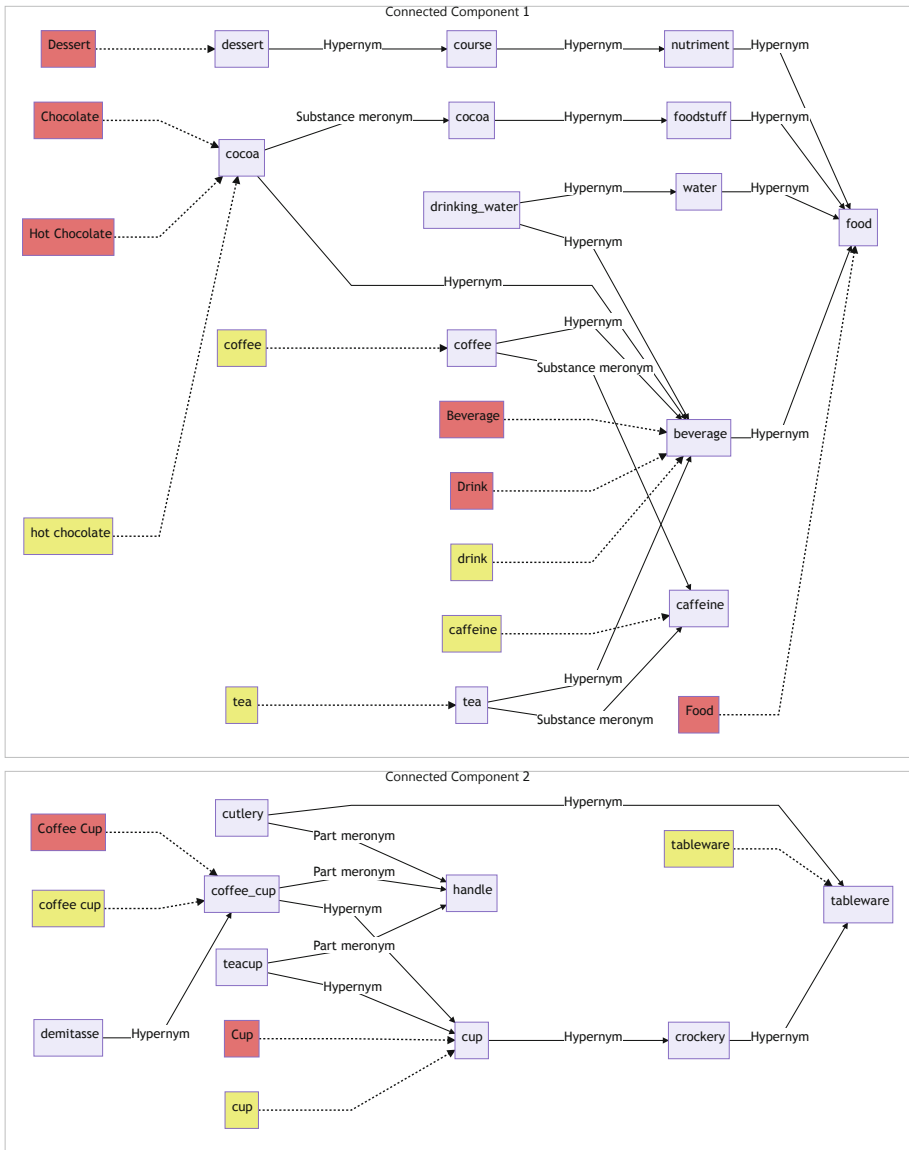 Connected Component 1
Dessert
dessert
Hypernym
course
Hypernym
nutriment
Hypernym
Chocolate
Substance meronym
cocoa
Hypernym
foodstuff
Hypernym
cocoa
drinking_water
Hypernym
water
Hypernym
Hot Chocolate
food
Hypernym
Hypernym
coffee
coffee
Hypernym
Substance meronym
Beverage
beverage
Hypernym
Drink
hot chocolate
drink
caffeine
caffeine
tea
tea
Hypernym
Substance meronym
Food
Connected Component 2
cutlery
Hypernym
Coffee Cup
Part meronym
tableware
coffee_cup
Part meronym
handle
coffee cup
Hypernym
tableware
teacup
Part meronym
Hypernym
demitasse
Hypernym
Cup
cup
Hypernym
crockery
Hypernym
cup